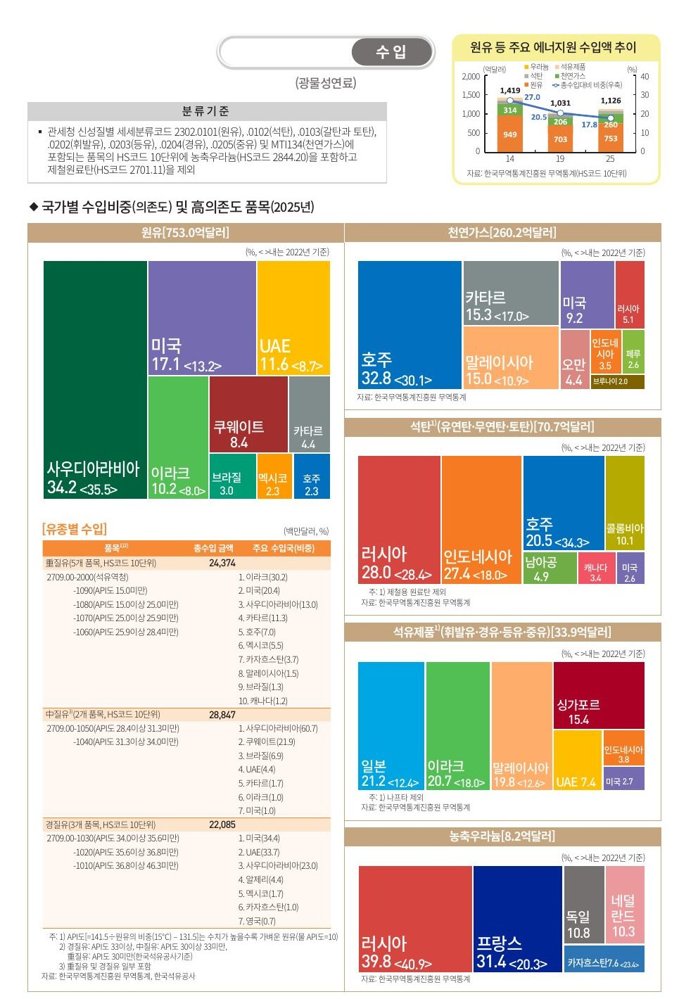 수 입
(광물성연료)
분 류 기 준
▪ 관세청 신성질별 세세분류코드 2302.0101(원유), .0102(석탄), .0103(갈탄과 토탄),
.0202(휘발유), .0203(등유), .0204(경유), .0205(중유) 및 MTI134(천연가스)에
포함되는 품목의 HS코드 10단위에 농축우라늄(HS코드 2844.20)을 포함하고
제철원료탄(HS코드 2701.11)을 제외
원유 등 주요 에너지원 수입액 추이
(억달러)
(%)
우라늄 석유제품
석탄 천연가스
원유 총수입대비 비중(우축)
2,000
1,500
1,000
500
0
40
30
20
10
0
1,419
27.0
314
949
1,031
20.5
206
703
1,126
17.8
260
753
14 19 25
자료: 한국무역통계진흥원 무역통계(HS코드 10단위)
◆ 국가별 수입비중(의존도) 및 高의존도 품목(2025년)
원유[753.0억달러]
(%, < >내는 2022년 기준)
사우디아라비아
34.2 <35.5>
미국
17.1 <13.2>
UAE
11.6 <8.7>
이라크
10.2 <8.0>
쿠웨이트
8.4
카타르
4.4
브라질
3.0
멕시코
2.3
호주
2.3
[유종별 수입]
(백만달러, %)
품목1)2) 총수입 금액 주요 수입국(비중)
重질유(5개 품목, HS코드 10단위) 24,374
2709.00-2000(석유역청) 1. 이라크(30.2)
-1090(API도 15.0미만) 2. 미국(20.4)
-1080(API도 15.0이상 25.0미만) 3. 사우디아라비아(13.0)
-1070(API도 25.0이상 25.9미만) 4. 카타르(11.3)
-1060(API도 25.9이상 28.4미만) 5. 호주(7.0)
6. 멕시코(5.5)
7. 카자흐스탄(3.7)
8. 말레이시아(1.5)
9. 브라질(1.3)
10. 캐나다(1.2)
中질유3)(2개 품목, HS코드 10단위) 28,847
2709.00-1050(API도 28.4이상 31.3미만) 1. 사우디아라비아(60.7)
-1040(API도 31.3이상 34.0미만) 2. 쿠웨이트(21.9)
3. 브라질(6.9)
4. UAE(4.4)
5. 카타르(1.7)
6. 이라크(1.0)
7. 미국(1.0)
경질유(3개 품목, HS코드 10단위) 22,085
2709.00-1030(API도 34.0이상 35.6미만) 1. 미국(34.4)
-1020(API도 35.6이상 36.8미만) 2. UAE(33.7)
-1010(API도 36.8이상 46.3미만) 3. 사우디아라비아(23.0)
4. 알제리(4.4)
5. 멕시코(1.7)
6. 카자흐스탄(1.0)
7. 영국(0.7)
주: 1) API도[=141.5÷원유의 비중(15℃) – 131.5]는 수치가 높을수록 가벼운 원유(물 API도=10)
2) 경질유: API도 33이상, 中질유: API도 30이상 33미만,
重질유: API도 30미만(한국석유공사기준)
3) 重질유 및 경질유 일부 포함
자료: 한국무역통계진흥원 무역통계, 한국석유공사
천연가스[260.2억달러]
(%, < >내는 2022년 기준)
호주
32.8 <30.1>
카타르
15.3 <17.0>
말레이시아
15.0 <10.9>
미국
9.2
러시아
5.1
오만
4.4
인도네
시아
3.5
페루
2.6
브루나이 2.0
자료: 한국무역통계진흥원 무역통계
석탄1)(유연탄·무연탄·토탄)[70.7억달러]
(%, < >내는 2022년 기준)
러시아
28.0 <28.4>
인도네시아
27.4 <18.0>
호주
20.5 <34.3>
콜롬비아
10.1
남아공
4.9
캐나다
3.4
미국
2.6
주: 1) 제철용 원료탄 제외
자료: 한국무역통계진흥원 무역통계
석유제품1)(휘발유·경유·등유·중유)[33.9억달러]
(%, < >내는 2022년 기준)
일본
21.2 <12.4>
이라크
20.7 <18.0>
말레이시아
19.8 <12.6>
싱가포르
15.4
UAE 7.4
인도네시아
3.8
미국 2.7
주: 1) 나프타 제외
자료: 한국무역통계진흥원 무역통계
농축우라늄[8.2억달러]
(%, < >내는 2022년 기준)
러시아
39.8 <40.9>
프랑스
31.4 <20.3>
독일
10.8
네덜
란드
10.3
카자흐스탄7.6 <23.4>
자료: 한국무역통계진흥원 무역통계